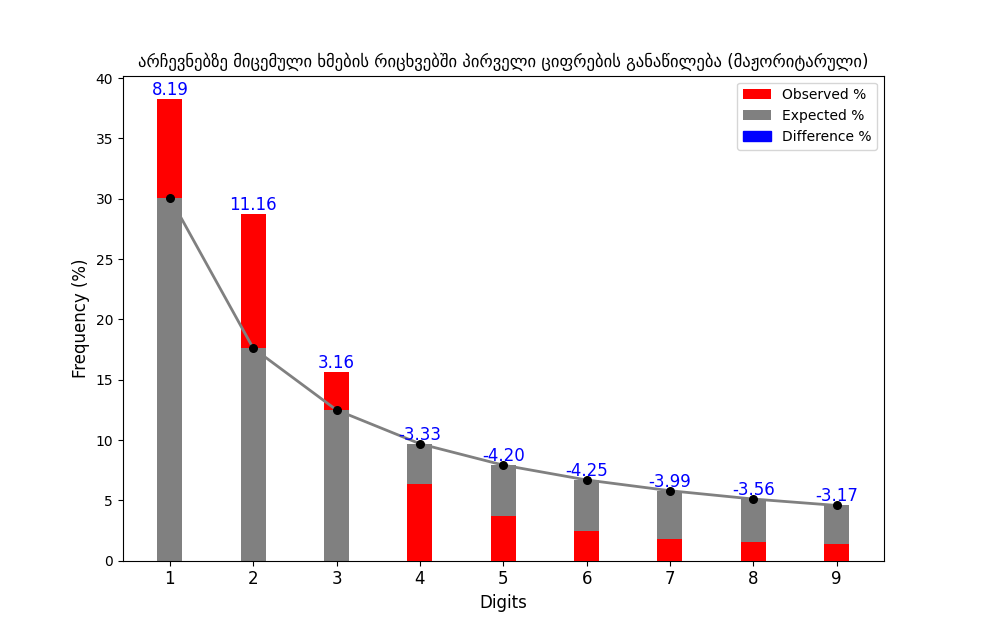 არჩევნებზე მიცემული ხმების რიცხვებში პირველი ციფრების განაწილება (მაჟორიტარული)
Observed %
Expected %
Difference %
Frequency (%)
40
35
30
25
20
15
10
5
0
8.19
11.16
3.16
-3.33
-4.20
-4.25
-3.99
-3.56
-3.17
1 2 3 4 5 6 7 8 9
Digits